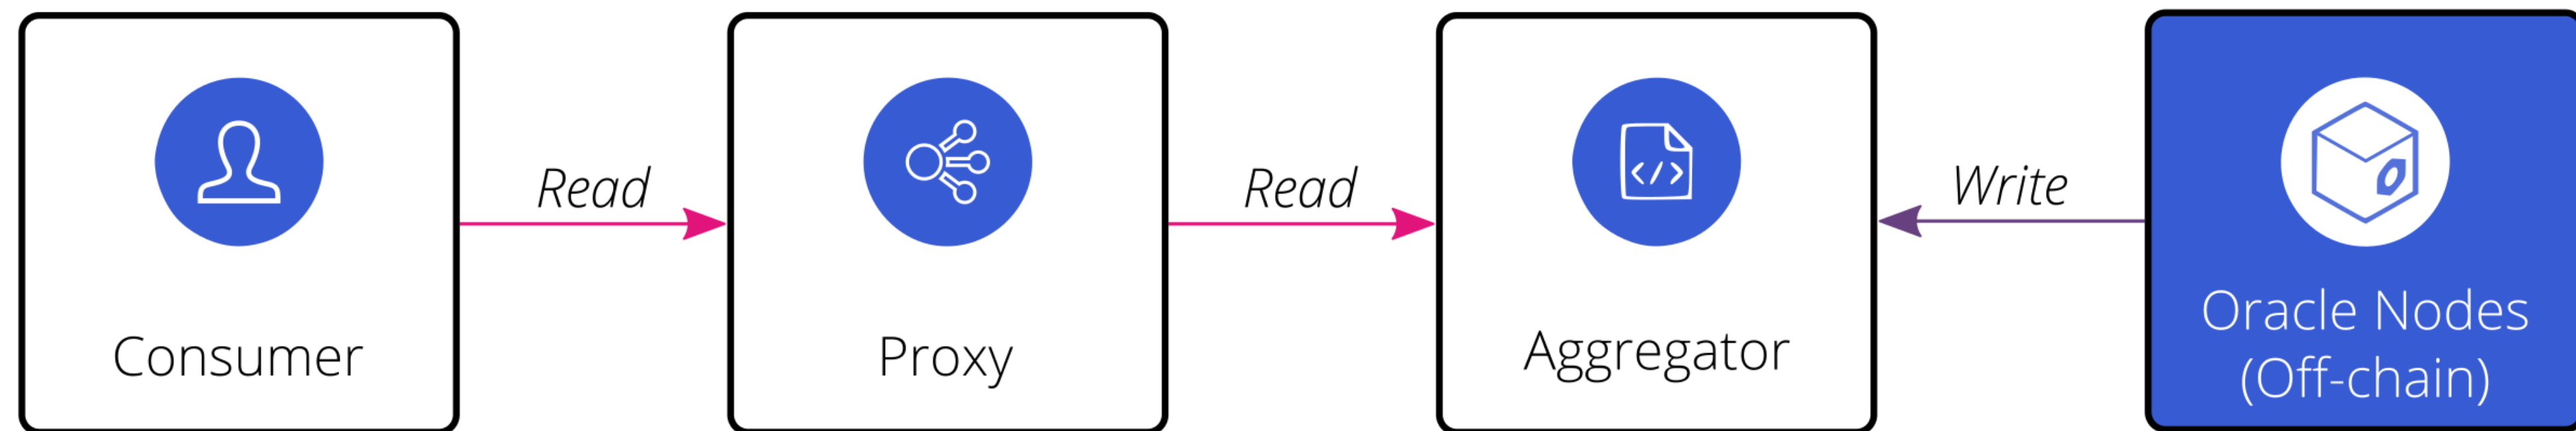 Consumer
Read
Proxy
Read
</>
Aggregator
Write
Oracle Nodes
(Off-chain)